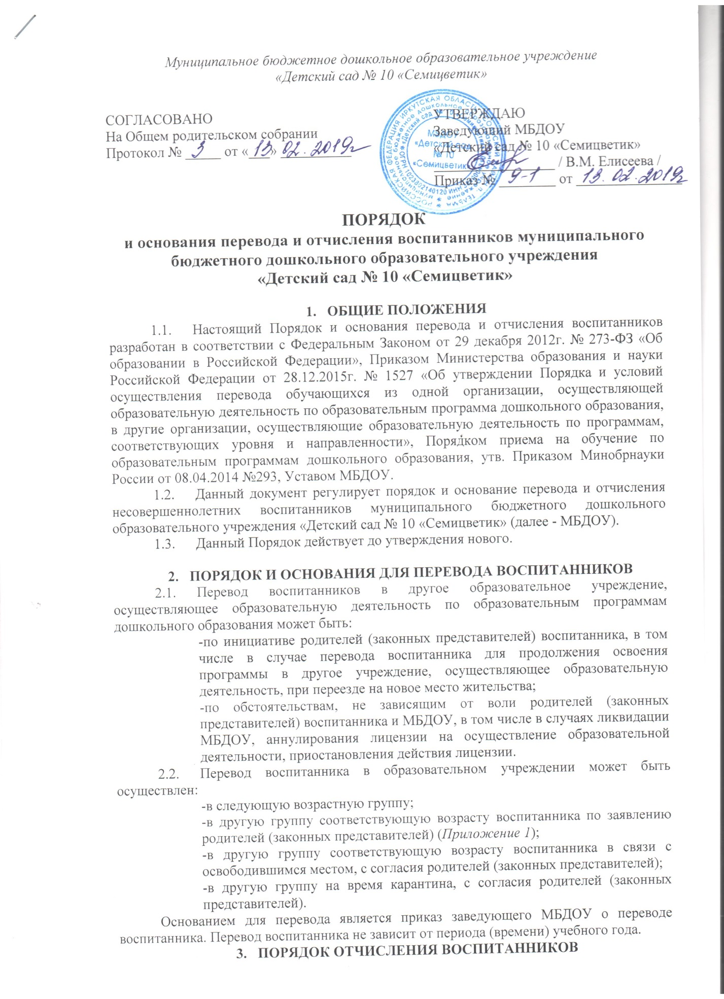 Муниципальное бюджетное дошкольное образовательное учреждение
«Детский сад № 10 «Семицветик»
СОГЛАСОВАНО
На Общем родительском собрании
Протокол № 3 от «13» 02. 2019г
УТВЕРЖДАЮ
Заведующий МБДОУ
«Детский сад № 10 «Семицветик»
/ В.М. Елисеева /
Приказ № 9-1 от 13. 02. 2019г
РОССИЙСКАЯ ФЕДЕРАЦИЯ ИРКУТСКАЯ ОБЛАСТЬ
ОГРН 1023802140120 ИНН
МБДОУ
«Детский сад
№ 10
«Семицветик»
ПОРЯДОК
и основания перевода и отчисления воспитанников муниципального
бюджетного дошкольного образовательного учреждения
«Детский сад № 10 «Семицветик»
1. ОБЩИЕ ПОЛОЖЕНИЯ
1.1. Настоящий Порядок и основания перевода и отчисления воспитанников
разработан в соответствии с Федеральным Законом от 29 декабря 2012г. № 273-ФЗ «Об
образовании в Российской Федерации», Приказом Министерства образования и науки
Российской Федерации от 28.12.2015г. № 1527 «Об утверждении Порядка и условий
осуществления перевода обучающихся из одной организации, осуществляющей
образовательную деятельность по образовательным программа дошкольного образования,
в другие организации, осуществляющие образовательную деятельность по программам,
соответствующих уровня и направленности», Порядком приема на обучение по
образовательным программам дошкольного образования, утв. Приказом Минобрнауки
России от 08.04.2014 №293, Уставом МБДОУ.
1.2. Данный документ регулирует порядок и основание перевода и отчисления
несовершеннолетних воспитанников муниципального бюджетного дошкольного
образовательного учреждения «Детский сад № 10 «Семицветик» (далее - МБДОУ).
1.3. Данный Порядок действует до утверждения нового.
2. ПОРЯДОК И ОСНОВАНИЯ ДЛЯ ПЕРЕВОДА ВОСПИТАННИКОВ
2.1. Перевод воспитанников в другое образовательное учреждение,
осуществляющее образовательную деятельность по образовательным программам
дошкольного образования может быть:
-по инициативе родителей (законных представителей) воспитанника, в том
числе в случае перевода воспитанника для продолжения освоения
программы в другое учреждение, осуществляющее образовательную
деятельность, при переезде на новое место жительства;
-по обстоятельствам, не зависящим от воли родителей (законных
представителей) воспитанника и МБДОУ, в том числе в случаях ликвидации
МБДОУ, аннулирования лицензии на осуществление образовательной
деятельности, приостановления действия лицензии.
2.2. Перевод воспитанника в образовательном учреждении может быть
осуществлен:
-в следующую возрастную группу;
-в другую группу соответствующую возрасту воспитанника по заявлению
родителей (законных представителей) (Приложение 1);
-в другую группу соответствующую возрасту воспитанника в связи с
освободившимся местом, с согласия родителей (законных представителей);
-в другую группу на время карантина, с согласия родителей (законных
представителей).
Основанием для перевода является приказ заведующего МБДОУ о переводе
воспитанника. Перевод воспитанника не зависит от периода (времени) учебного года.
3. ПОРЯДОК ОТЧИСЛЕНИЯ ВОСПИТАННИКОВ